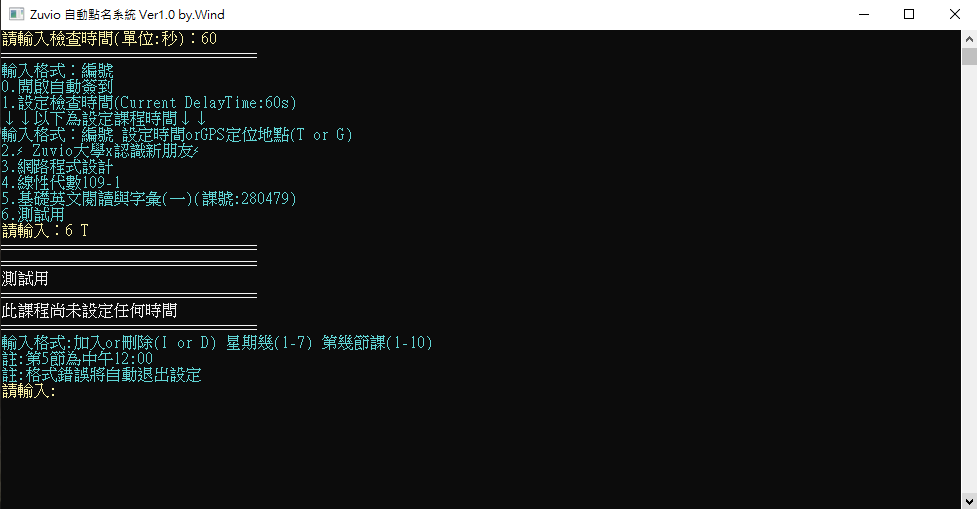 Zuvio 自動點名系統 Ver1.0 by.Wind
請輸入檢查時間(單位:秒):60
================================
輸入格式:編號
0.開啟自動簽到
1.設定檢查時間(Current DelayTime:60s)
↓↓以下為設定課程時間↓↓
輸入格式:編號 設定時間orGPS定位地點(T or G)
2.⚡ Zuvio大學x認識新朋友⚡
3.網路程式設計
4.線性代數109-1
5.基礎英文閱讀與字彙(一)(課號:280479)
6.測試用
請輸入:6 T
================================
================================
測試用
================================
此課程尚未設定任何時間
================================
輸入格式:加入or刪除(I or D) 星期幾(1-7) 第幾節課(1-10)
註:第5節為中午12:00
註:格式錯誤將自動退出設定
請輸入: